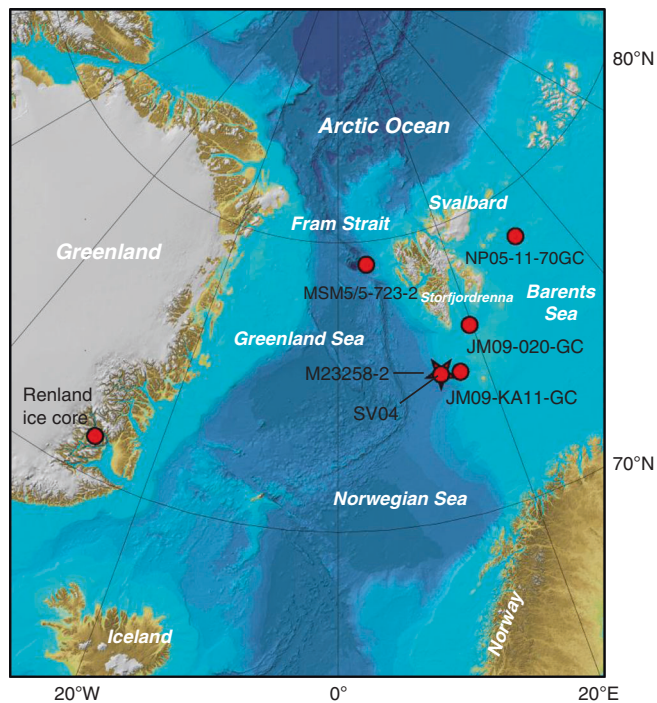 80°N
Arctic Ocean
Svalbard
Fram Strait
Greenland
NP05-11-70GC
MSM5/5-723-2
Storfjordrenna
Barents
Sea
Greenland Sea
JM09-020-GC
M23258-2
Renland
ice core
JM09-KA11-GC
SV04
70°N
Norwegian Sea
Norway
Iceland
20°W
0°
20°E